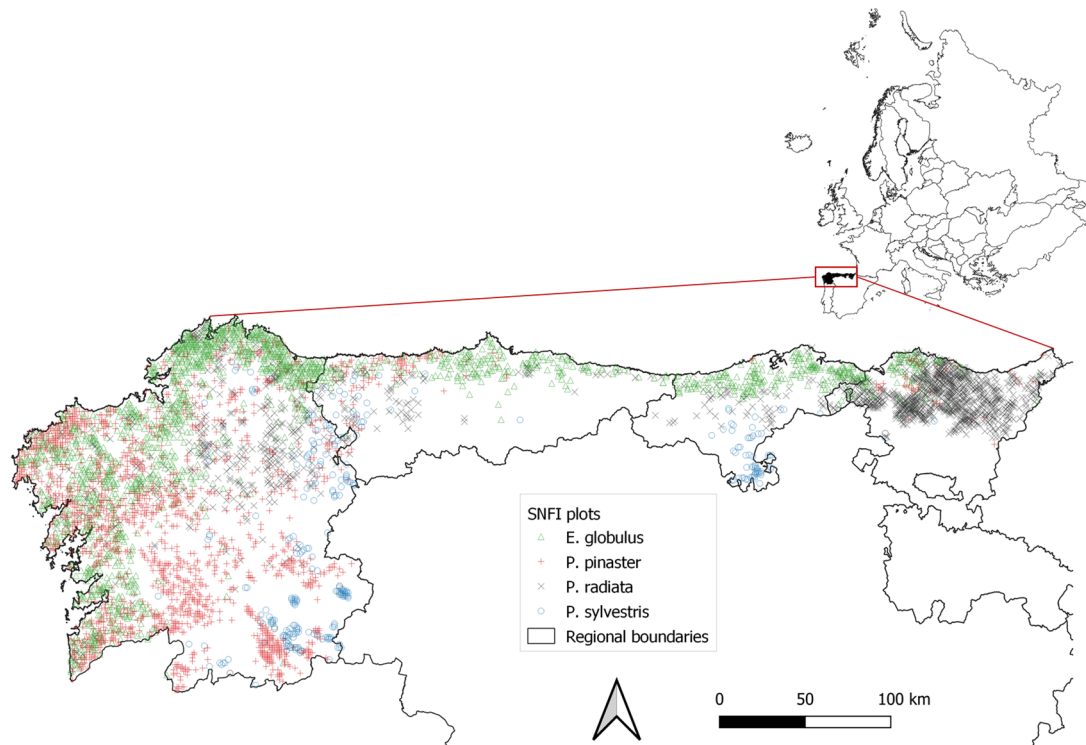 SNFI plots
E. globulus
P. pinaster
P. radiata
P. sylvestris
Regional boundaries
0 50 100 km